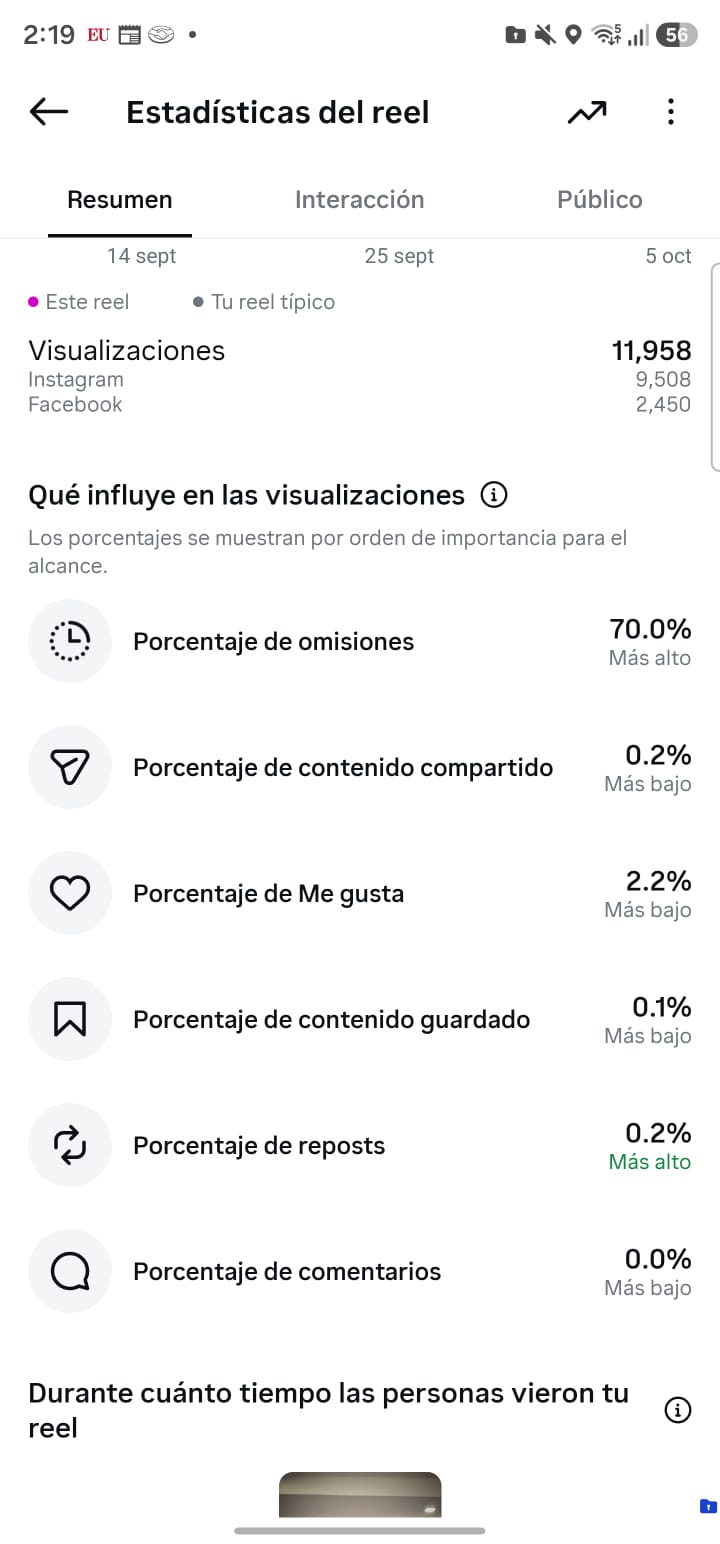 2:19 EU 5 56
Estadísticas del reel
Resumen Interacción Público
14 sept 25 sept 5 oct
Este reel Tu reel típico
Visualizaciones 11,958
Instagram 9,508
Facebook 2,450
Qué influye en las visualizaciones
Los porcentajes se muestran por orden de importancia para el
alcance.
Porcentaje de omisiones 70.0%
Más alto
Porcentaje de contenido compartido 0.2%
Más bajo
Porcentaje de Me gusta 2.2%
Más bajo
Porcentaje de contenido guardado 0.1%
Más bajo
Porcentaje de reposts 0.2%
Más alto
Porcentaje de comentarios 0.0%
Más bajo
Durante cuánto tiempo las personas vieron tu
reel